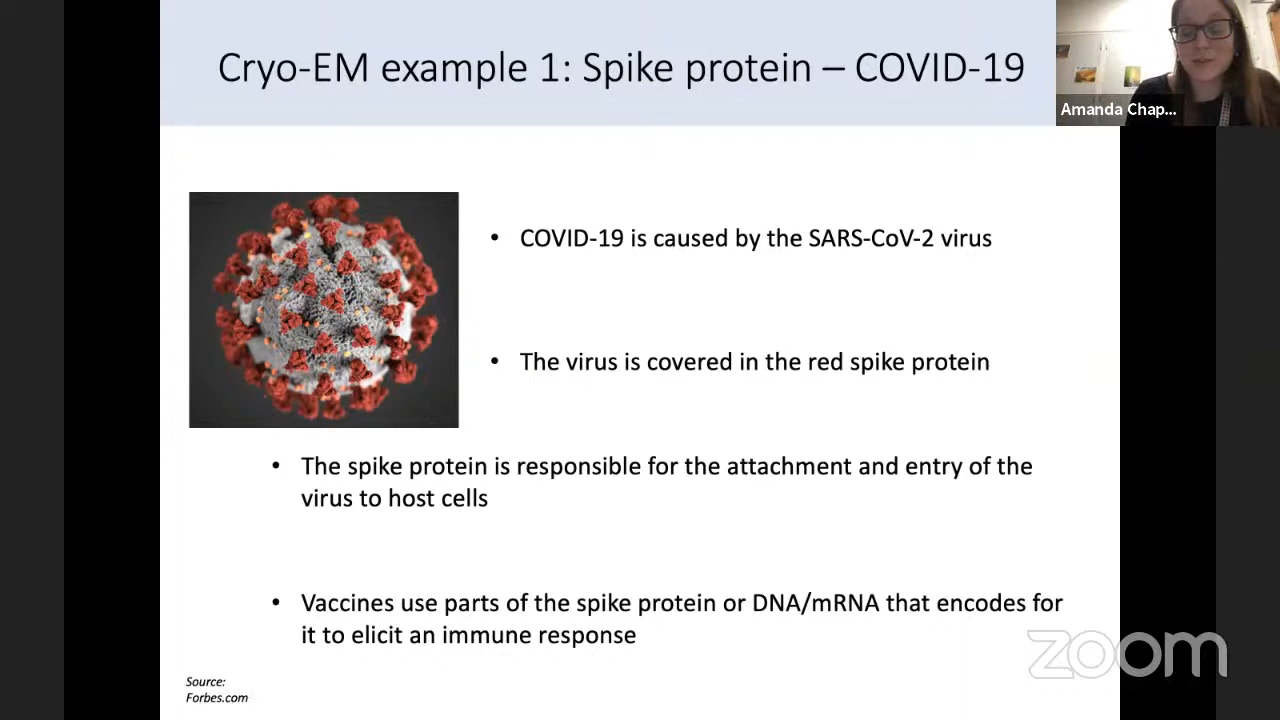 Cryo-EM example 1: Spike protein – COVID-19
Amanda Chap...
• COVID-19 is caused by the SARS-CoV-2 virus
• The virus is covered in the red spike protein
• The spike protein is responsible for the attachment and entry of the
virus to host cells
• Vaccines use parts of the spike protein or DNA/mRNA that encodes for
it to elicit an immune response
zoom
Source:
Forbes.com